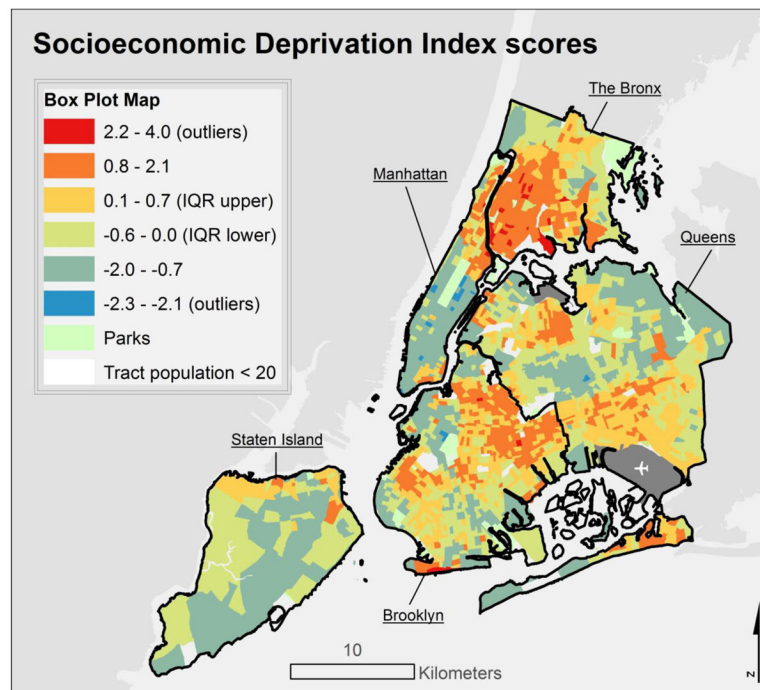 Socioeconomic Deprivation Index scores
Box Plot Map
2.2 - 4.0 (outliers)
0.8 - 2.1
0.1 - 0.7 (IQR upper)
-0.6 - 0.0 (IQR lower)
-2.0 - -0.7
-2.3 - -2.1 (outliers)
Parks
Tract population < 20
The Bronx
Manhattan
Queens
Staten Island
Brooklyn
10
Kilometers
N